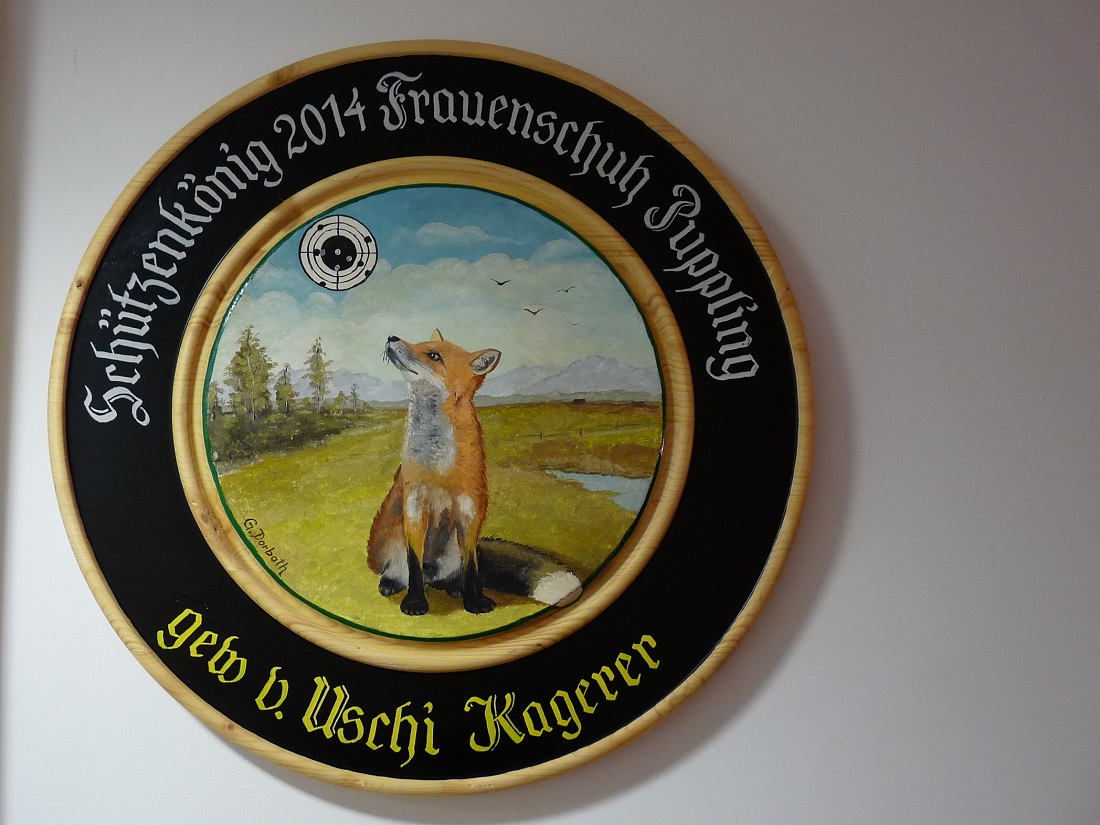 Schützenkönig 2014 Frauenschuh Puppling
G. Dorbath
gew v. Uschi Kagerer